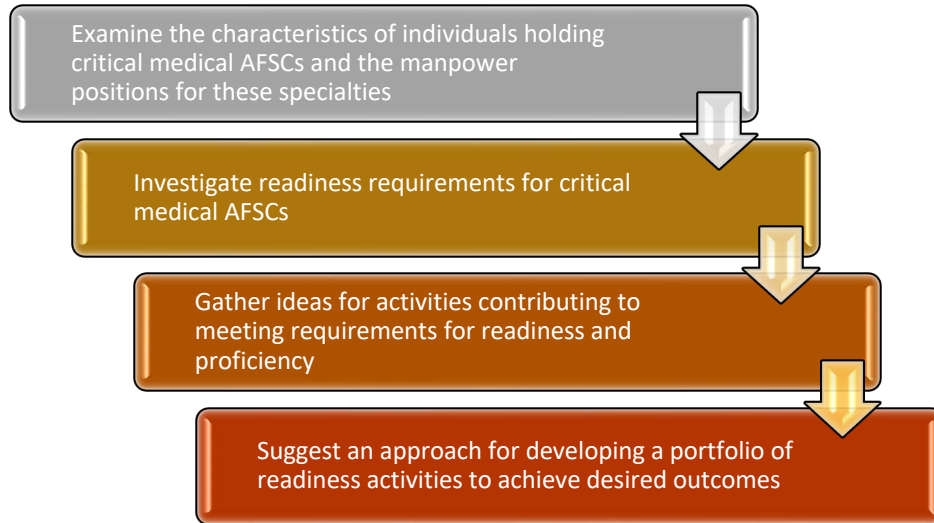 Examine the characteristics of individuals holding
critical medical AFSCs and the manpower
positions for these specialties
Investigate readiness requirements for critical
medical AFSCs
Gather ideas for activities contributing to
meeting requirements for readiness and
proficiency
Suggest an approach for developing a portfolio of
readiness activities to achieve desired outcomes